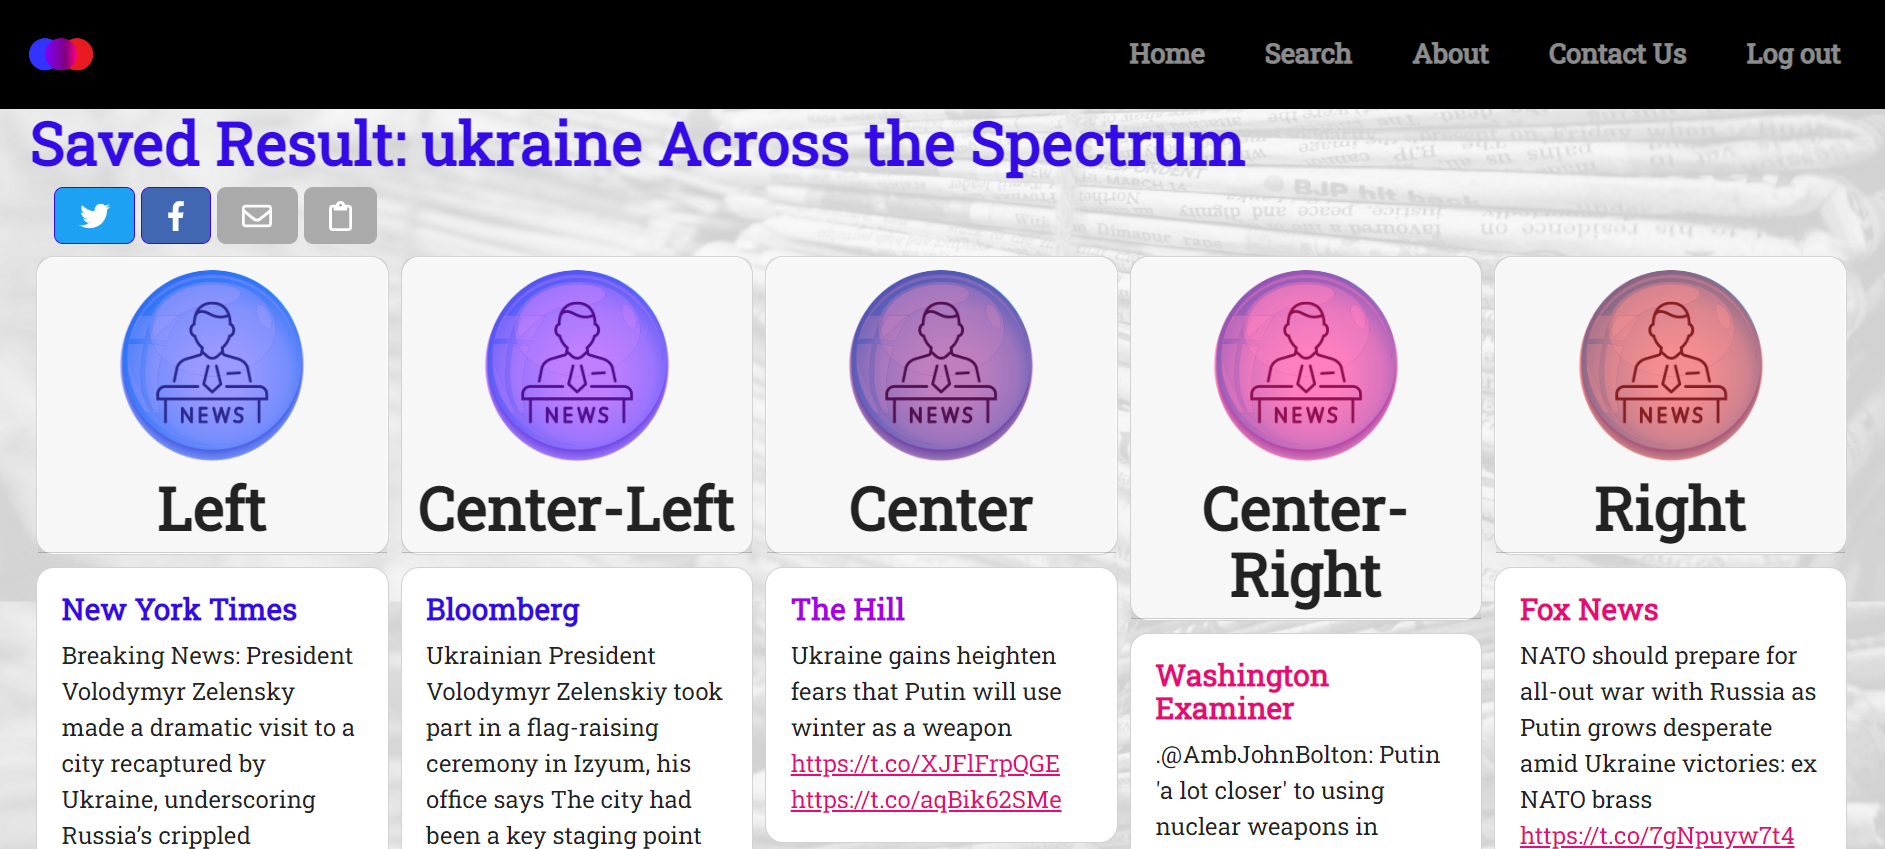 Home Search About Contact Us Log out
Saved Result: ukraine Across the Spectrum
NEWS
Left
NEWS
Center-Left
NEWS
Center
NEWS
Center-
Right
NEWS
Right
New York Times
Breaking News: President
Volodymyr Zelensky
made a dramatic visit to a
city recaptured by
Ukraine, underscoring
Russia’s crippled
Bloomberg
Ukrainian President
Volodymyr Zelenskiy took
part in a flag-raising
ceremony in Izyum, his
office says The city had
been a key staging point
The Hill
Ukraine gains heighten
fears that Putin will use
winter as a weapon
https://t.co/XJFlFrpQGE
https://t.co/aqBik62SMe
Washington
Examiner
.@AmbJohnBolton: Putin
'a lot closer' to using
nuclear weapons in
Fox News
NATO should prepare for
all-out war with Russia as
Putin grows desperate
amid Ukraine victories: ex
NATO brass
https://t.co/7gNpuyw7t4